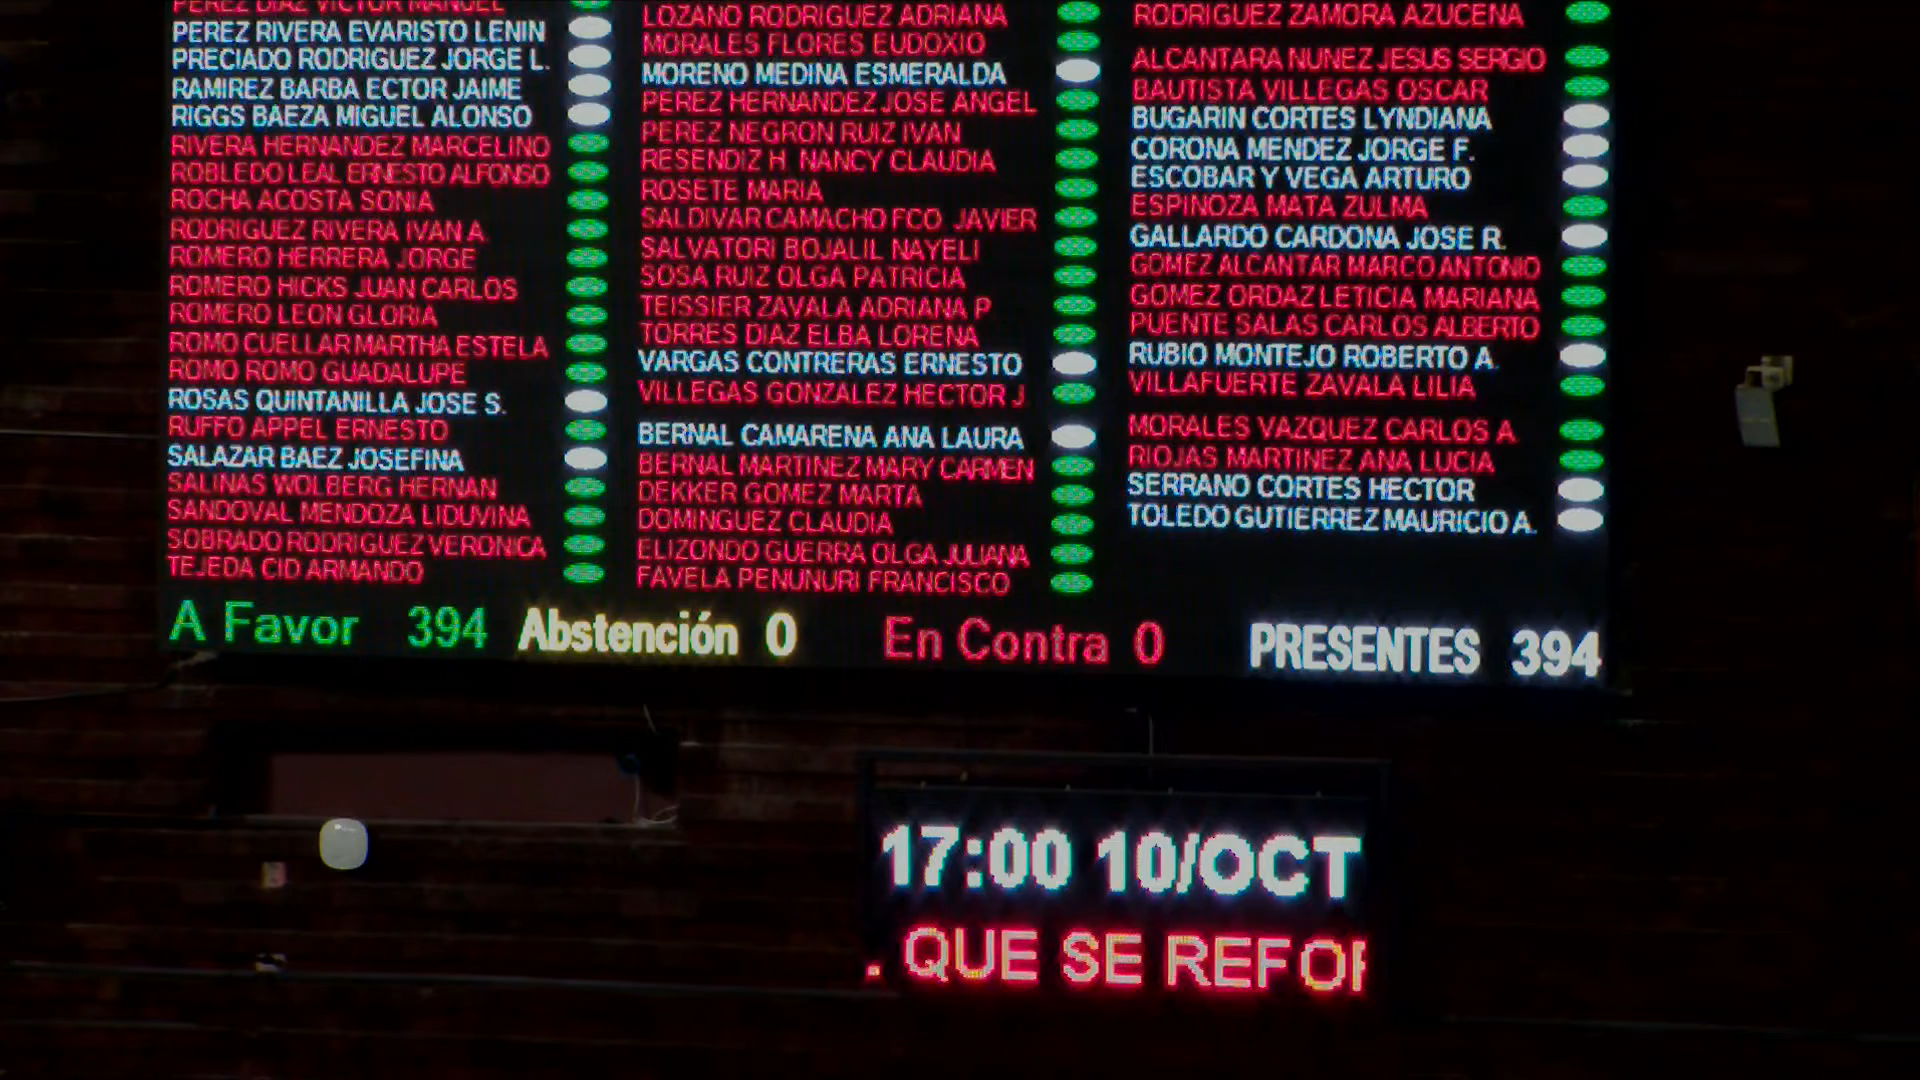 PEREZ DIAZ VICTOR MANUEL
PEREZ RIVERA EVARISTO LENIN
PRECIADO RODRIGUEZ JORGE L.
RAMIREZ BARBA ECTOR JAIME
RIGGS BAEZA MIGUEL ALONSO
RIVERA HERNANDEZ MARCELINO
ROBLEDO LEAL ERNESTO ALFONSO
ROCHA ACOSTA SONIA
RODRIGUEZ RIVERA IVAN A.
ROMERO HERRERA JORGE
ROMERO HICKS JUAN CARLOS
ROMERO LEON GLORIA
ROMO CUELLAR MARTHA ESTELA
ROMO ROMO GUADALUPE
ROSAS QUINTANILLA JOSE S.
RUFFO APPEL ERNESTO
SALAZAR BAEZ JOSEFINA
SALINAS WOLBERG HERNAN
SANDOVAL MENDOZA LIDUVINA
SOBRADO RODRIGUEZ VERONICA
TEJEDA CID ARMANDO
LOZANO RODRIGUEZ ADRIANA
MORALES FLORES EUDOXIO
MORENO MEDINA ESMERALDA
PEREZ HERNANDEZ JOSE ANGEL
PEREZ NEGRON RUIZ IVAN
RESENDIZ H. NANCY CLAUDIA
ROSETE MARIA
SALDIVAR CAMACHO FCO. JAVIER
SALVATORI BOJALIL NAYELI
SOSA RUIZ OLGA PATRICIA
TEISSIER ZAVALA ADRIANA P
TORRES DIAZ ELBA LORENA
VARGAS CONTRERAS ERNESTO
VILLEGAS GONZALEZ HECTOR J
BERNAL CAMARENA ANA LAURA
BERNAL MARTINEZ MARY CARMEN
DEKKER GOMEZ MARTA
DOMINGUEZ CLAUDIA
ELIZONDO GUERRA OLGA JULIANA
FAVELA PENUNURI FRANCISCO
RODRIGUEZ ZAMORA AZUCENA
ALCANTARA NUNEZ JESUS SERGIO
BAUTISTA VILLEGAS OSCAR
BUGARIN CORTES LYNDIANA
CORONA MENDEZ JORGE F.
ESCOBAR Y VEGA ARTURO
ESPINOZA MATA ZULMA
GALLARDO CARDONA JOSE R.
GOMEZ ALCANTAR MARCO ANTONIO
GOMEZ ORDAZ LETICIA MARIANA
PUENTE SALAS CARLOS ALBERTO
RUBIO MONTEJO ROBERTO A.
VILLAFUERTE ZAVALA LILIA
MORALES VAZQUEZ CARLOS A
RIOJAS MARTINEZ ANA LUCIA
SERRANO CORTES HECTOR
TOLEDO GUTIERREZ MAURICIO A.
A Favor 394 Abstención 0 En Contra 0 PRESENTES 394
17:00 10/OCT
. QUE SE REFOR